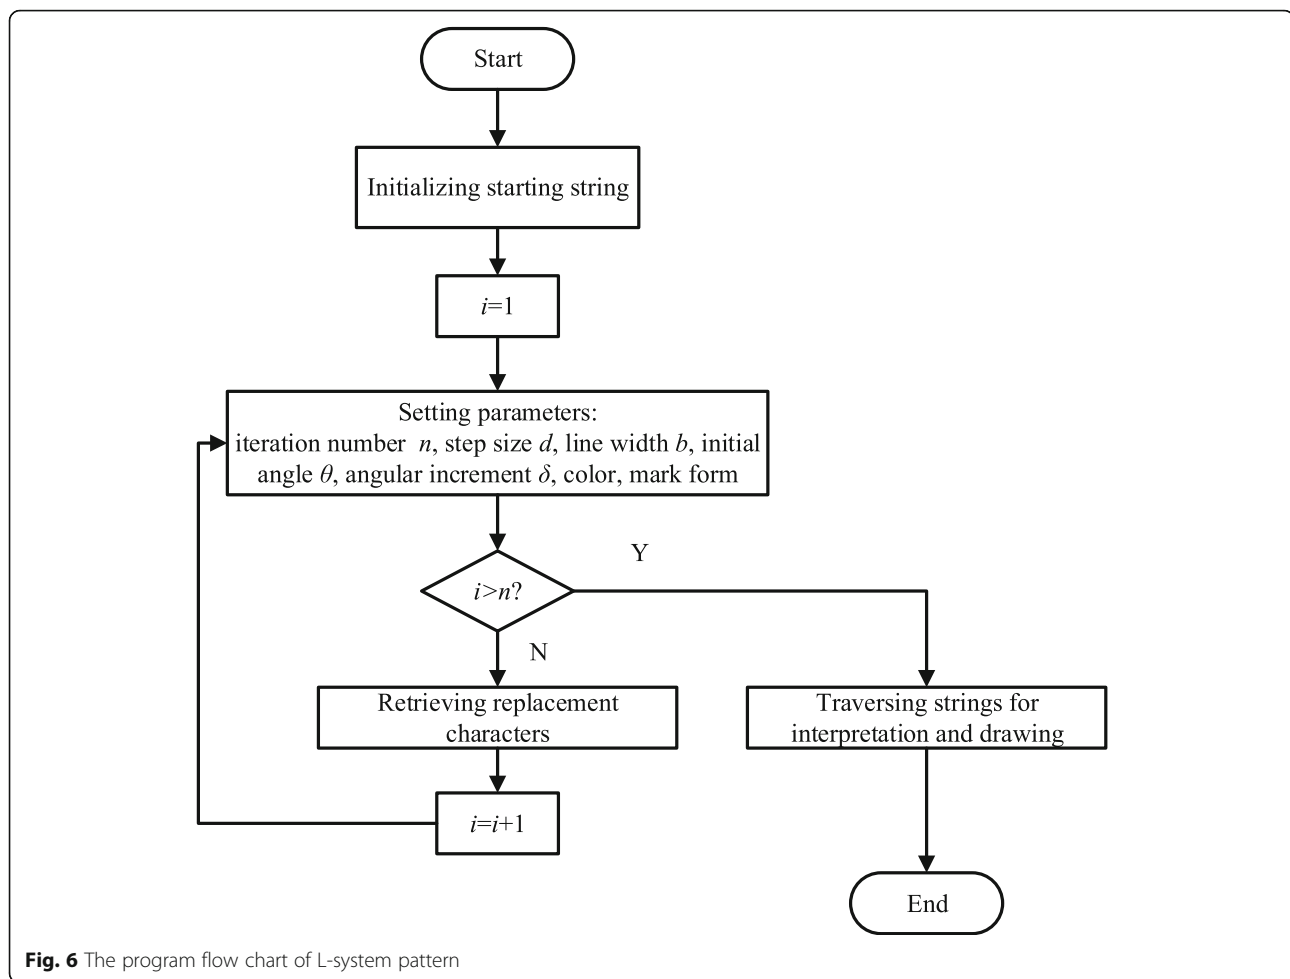 Start
Initializing starting string
i=1
Setting parameters:
iteration number n, step size d, line width b, initial
angle θ, angular increment δ, color, mark form
Y
i>n?
N
Retrieving replacement
characters
Traversing strings for
interpretation and drawing
i=i+1
End
Fig. 6 The program flow chart of L-system pattern